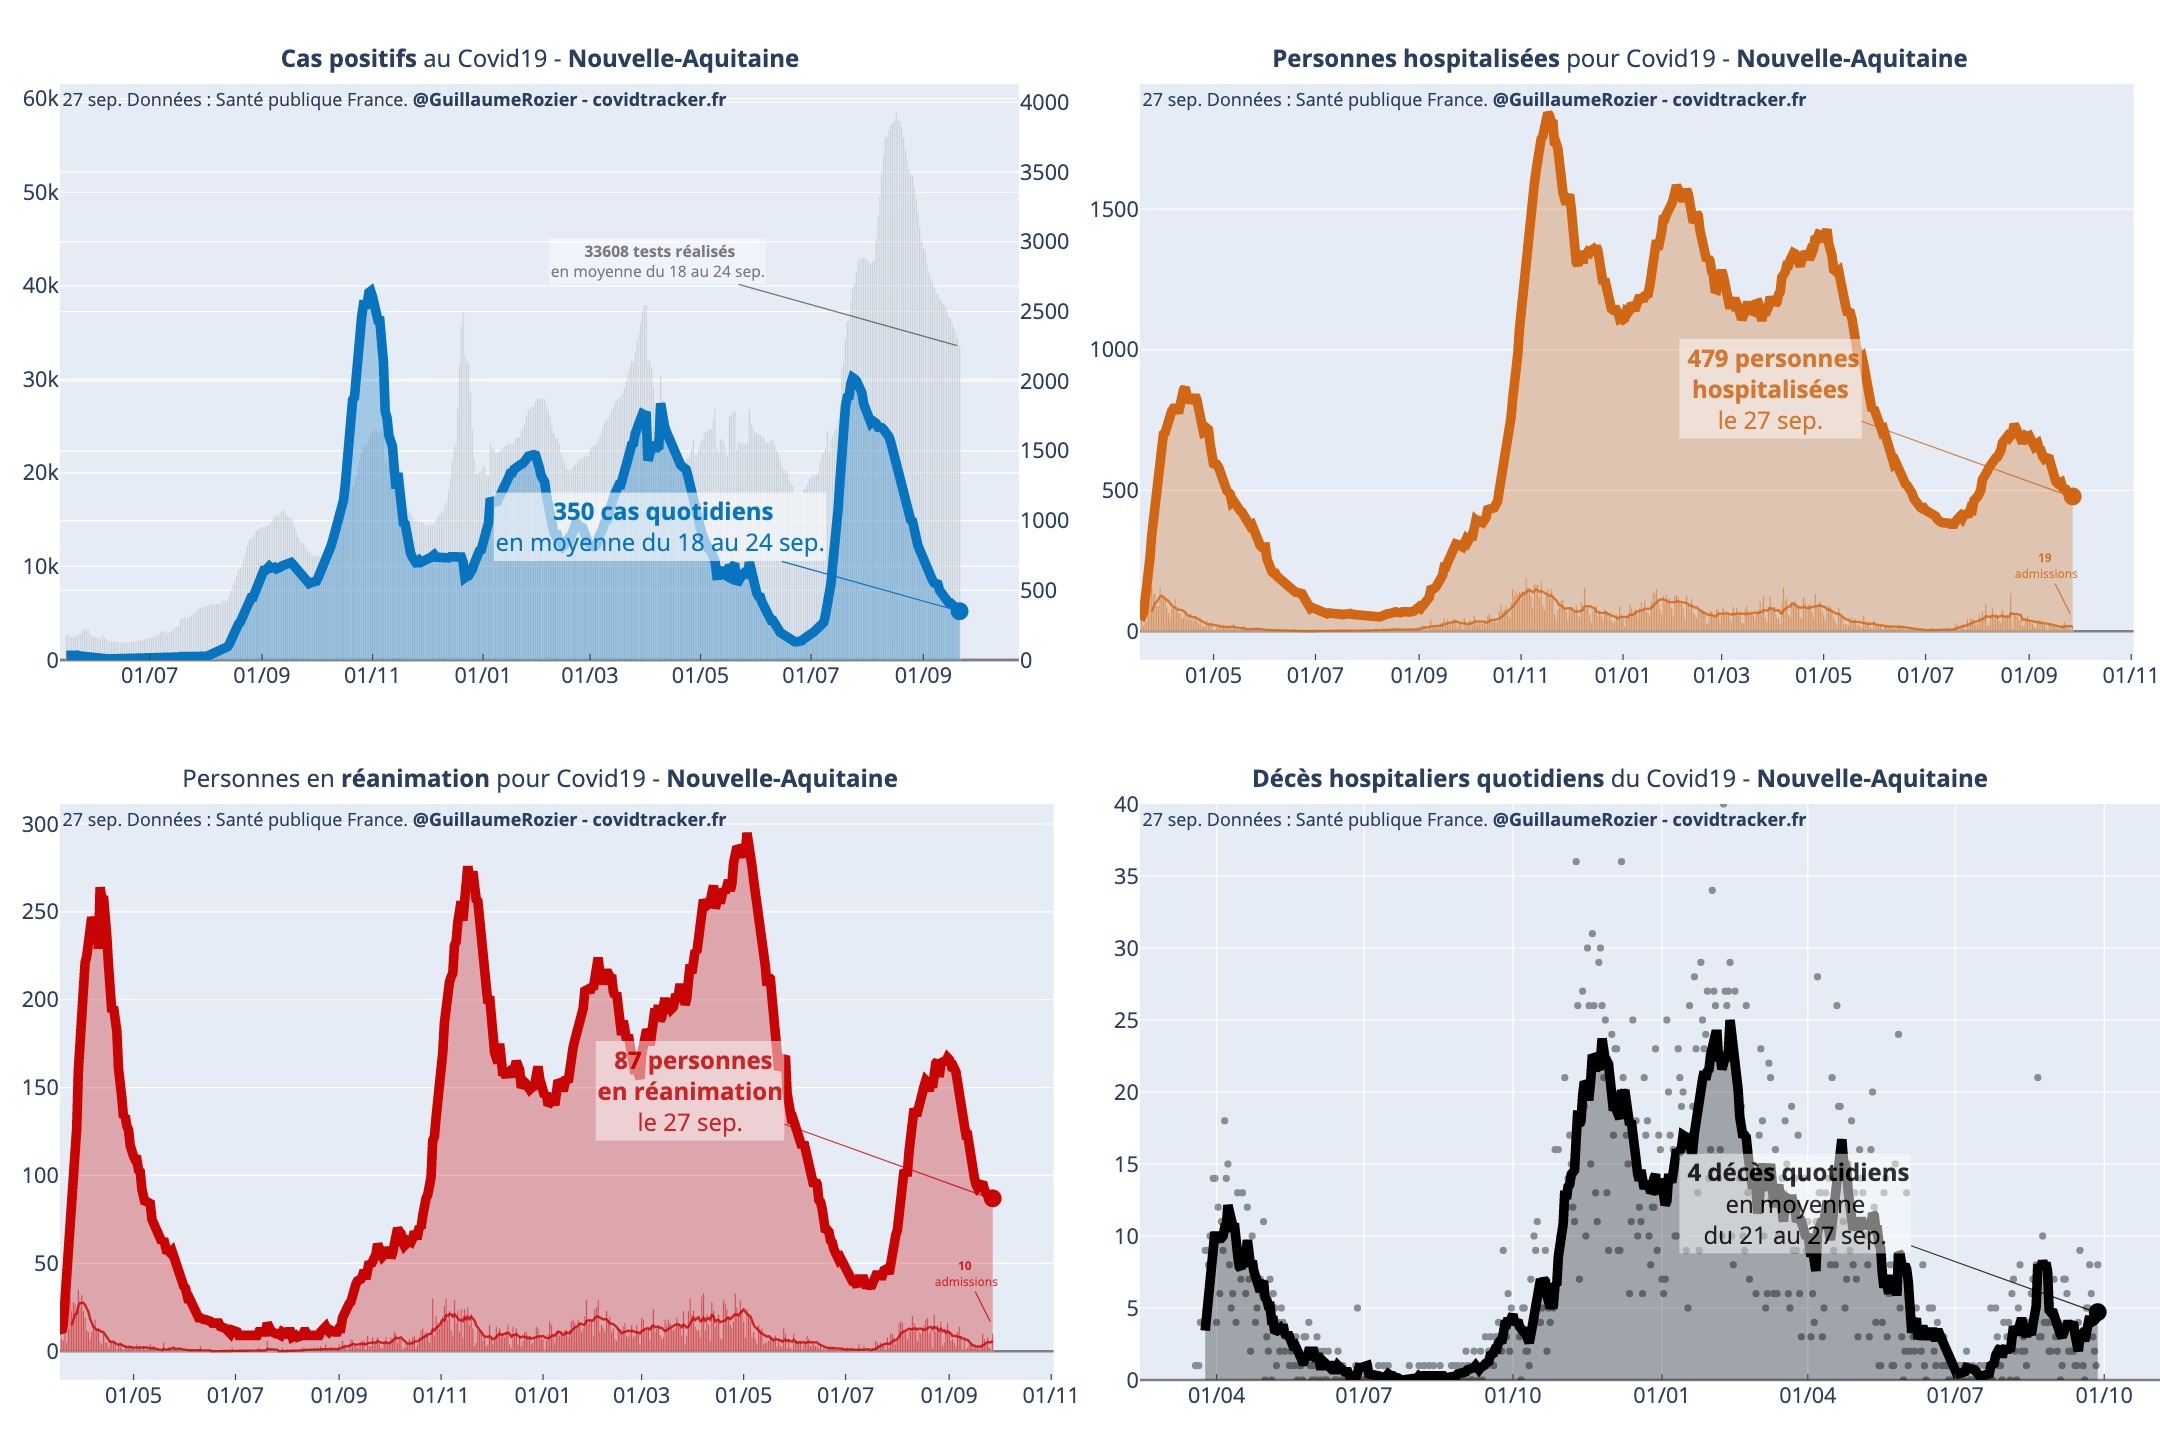 Cas positifs au Covid19 - Nouvelle-Aquitaine
27 sep. Données : Santé publique France. @GuillaumeRozier - covidtracker.fr
60k
50k
40k
30k
20k
10k
0
4000
3500
3000
2500
2000
1500
1000
500
0
33608 tests réalisés
en moyenne du 18 au 24 sep.
350 cas quotidiens
en moyenne du 18 au 24 sep.
01/07 01/09 01/11 01/01 01/03 01/05 01/07 01/09
Personnes hospitalisées pour Covid19 - Nouvelle-Aquitaine
27 sep. Données : Santé publique France. @GuillaumeRozier - covidtracker.fr
1500
1000
500
0
479 personnes
hospitalisées
le 27 sep.
19
admissions
01/05 01/07 01/09 01/11 01/01 01/03 01/05 01/07 01/09 01/11
Personnes en réanimation pour Covid19 - Nouvelle-Aquitaine
27 sep. Données : Santé publique France. @GuillaumeRozier - covidtracker.fr
300
250
200
150
100
50
0
87 personnes
en réanimation
le 27 sep.
10
admissions
01/05 01/07 01/09 01/11 01/01 01/03 01/05 01/07 01/09 01/11
Décès hospitaliers quotidiens du Covid19 - Nouvelle-Aquitaine
27 sep. Données : Santé publique France. @GuillaumeRozier - covidtracker.fr
40
35
30
25
20
15
10
5
0
4 décès quotidiens
en moyenne
du 21 au 27 sep.
01/04 01/07 01/10 01/01 01/04 01/07 01/10